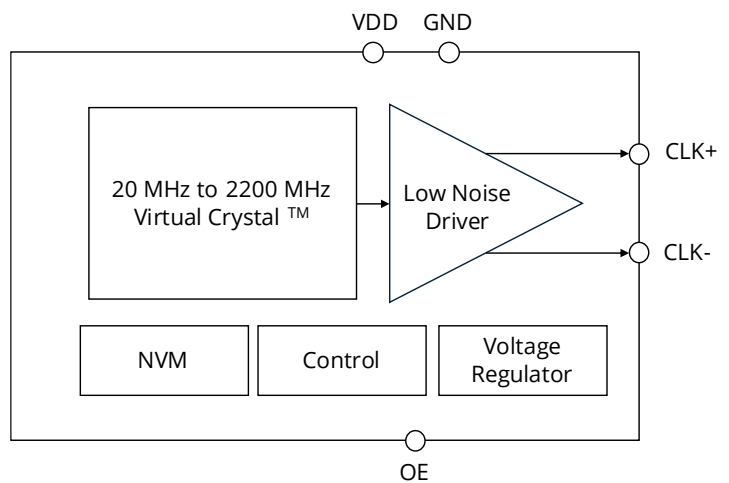 VDD GND
20 MHz to 2200 MHz
Virtual Crystal TM
Low Noise
Driver
CLK+
CLK-
NVM
Control
Voltage
Regulator
OE